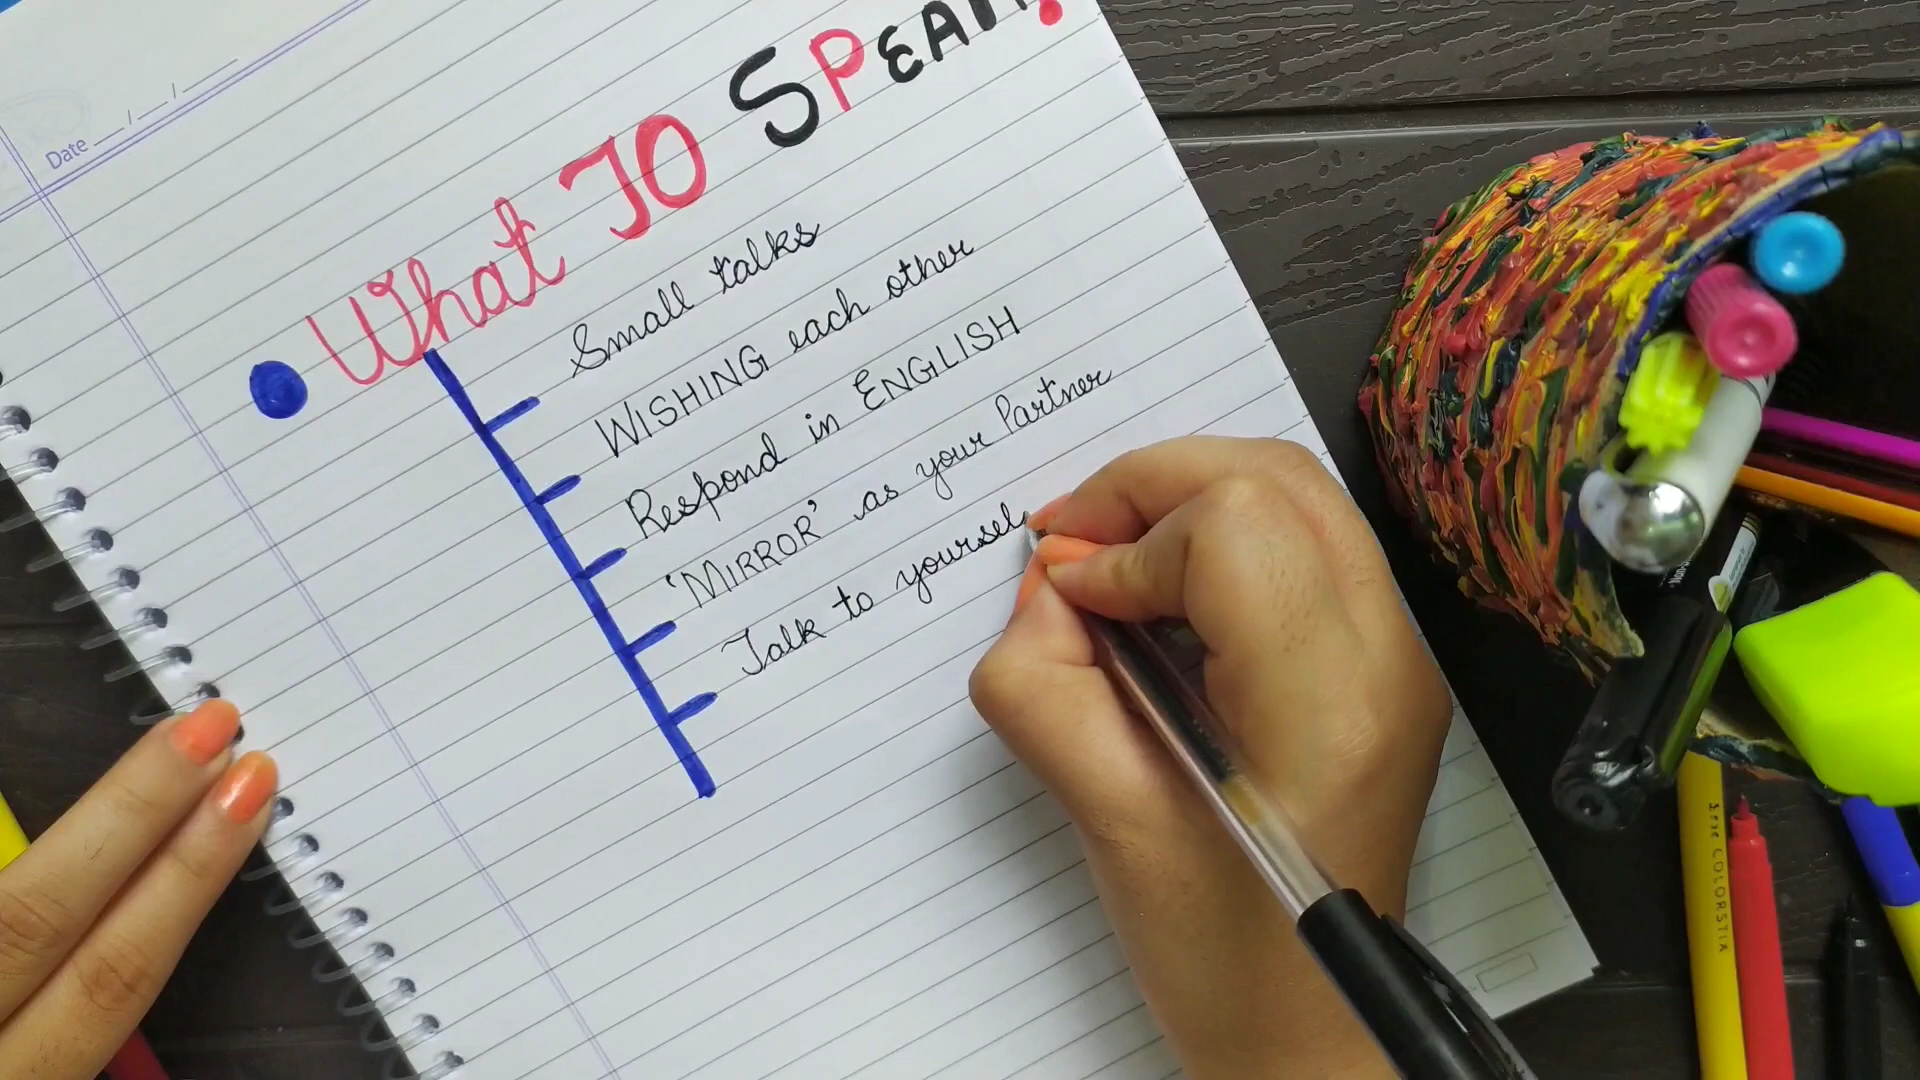 Date
What TO SPEAK?
Small talks
WISHING each other
Respond in ENGLISH
'MIRROR' as your Partner
Talk to yoursel
COLORSTIX